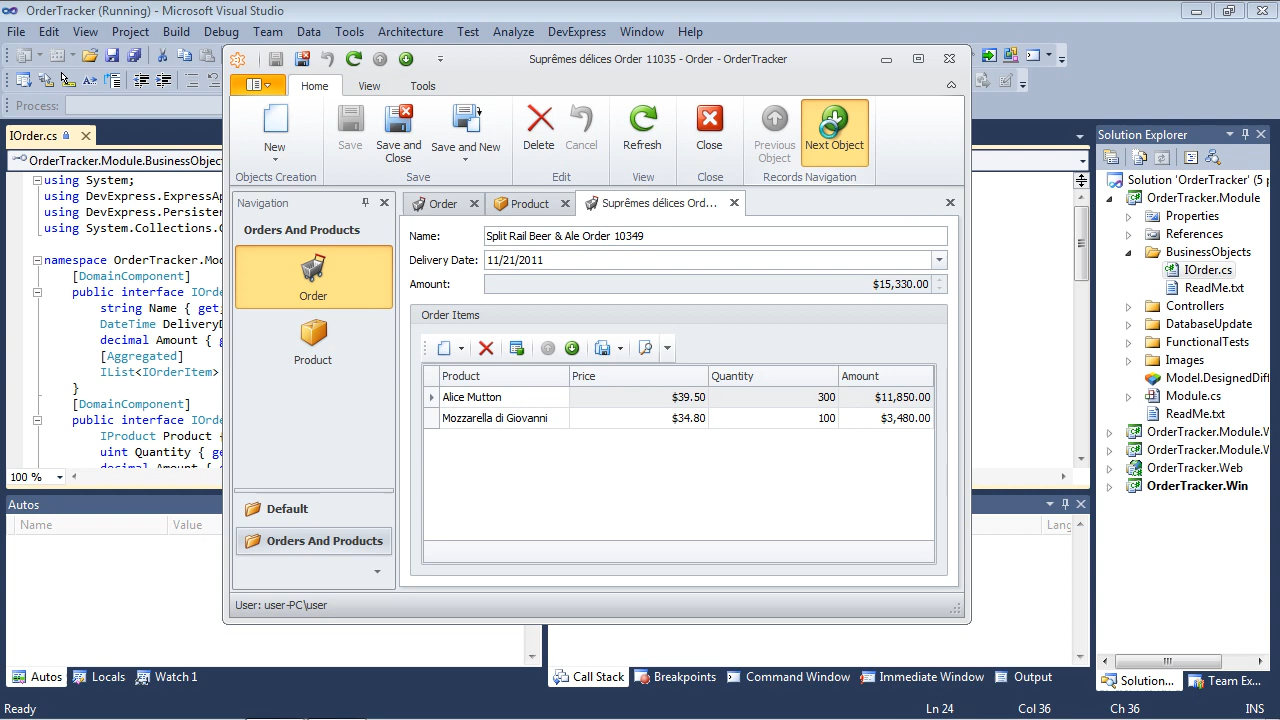 OrderTracker (Running) - Microsoft Visual Studio
File Edit View Project Build Debug Team Data Tools Architecture Test Analyze DevExpress Window Help
Process:
IOrder.cs
OrderTracker.Module.BusinessObject
using System;
using DevExpress.ExpressAp
using DevExpress.Persisten
using System.Collections.G
namespace OrderTracker.Mod
[DomainComponent]
public interface IOrde
string Name { get;
DateTime DeliveryD
decimal Amount { g
[Aggregated]
IList<IOrderItem>
}
[DomainComponent]
public interface IOrde
IProduct Product {
uint Quantity { ge
decimal Amount { g
100 %
Suprêmes délices Order 11035 - Order - OrderTracker
Home View Tools
New
Save
Save and Close
Save and New
Delete
Cancel
Refresh
Close
Previous Object
Next Object
Objects Creation Save Edit View Close Records Navigation
Navigation
Orders And Products
Order
Product
Default
Orders And Products
Order Product Suprêmes délices Ord...
Name: Split Rail Beer & Ale Order 10349
Delivery Date: 11/21/2011
Amount: $15,330.00
Order Items
Product Price Quantity Amount
Alice Mutton $39.50 300 $11,850.00
Mozzarella di Giovanni $34.80 100 $3,480.00
User: user-PC\user
Solution Explorer
Solution 'OrderTracker' (5 p
OrderTracker.Module
Properties
References
BusinessObjects
IOrder.cs
ReadMe.txt
Controllers
DatabaseUpdate
FunctionalTests
Images
Model.DesignedDiff
Module.cs
ReadMe.txt
OrderTracker.Module.W
OrderTracker.Module.W
OrderTracker.Web
OrderTracker.Win
Solution... Team Ex...
Autos
Name Value
Lang
Autos Locals Watch 1
Call Stack Breakpoints Command Window Immediate Window Output
Ready Ln 24 Col 36 Ch 36 INS